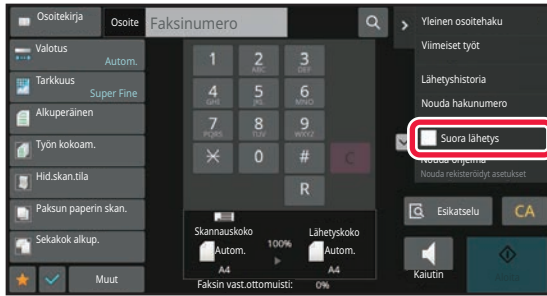 Osoitekirja
Osoite
Faksinumero
Valotus
Autom.
Tarkkuus
Super Fine
Alkuperäinen
Työn kokoam.
Hid.skan.tila
Paksun paperin skan.
Sekakok alkup.
Muut
1
2
ABC
3
DEF
4
GHI
5
JKL
6
MNO
7
PQRS
8
TUV
9
WXYZ
0
#
C
R
Skannauskoko
Lähetyskoko
Autom.
100%
Autom.
A4
A4
Faksin vast.ottomuisti: 0%
Yleinen osoitehaku
Viimeiset työt
Lähetyshistoria
Nouda hakunumero
Suora lähetys
Nouda ohjelma
Nouda rekisteröidyt asetukset
Esikatselu
CA
Kaiutin